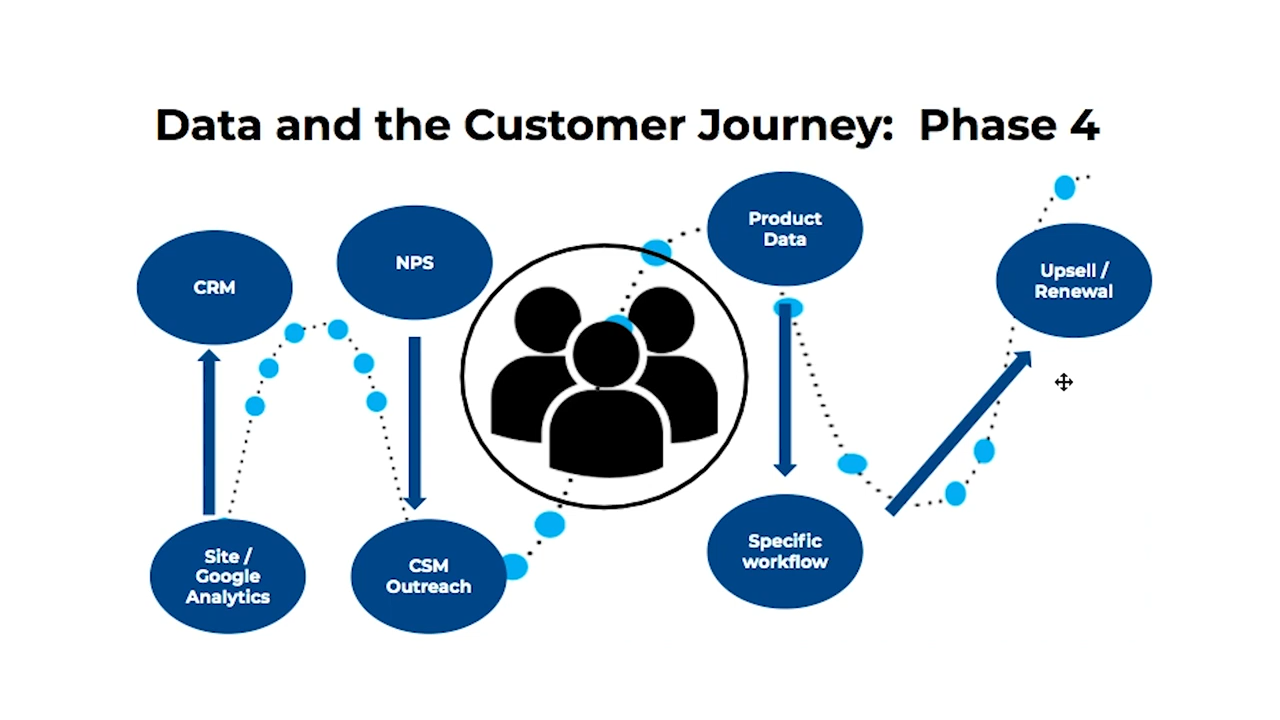 Data and the Customer Journey:  Phase 4
CRM
NPS
Product
Data
Upsell /
Renewal
Site /
Google
Analytics
CSM
Outreach
Specific
workflow